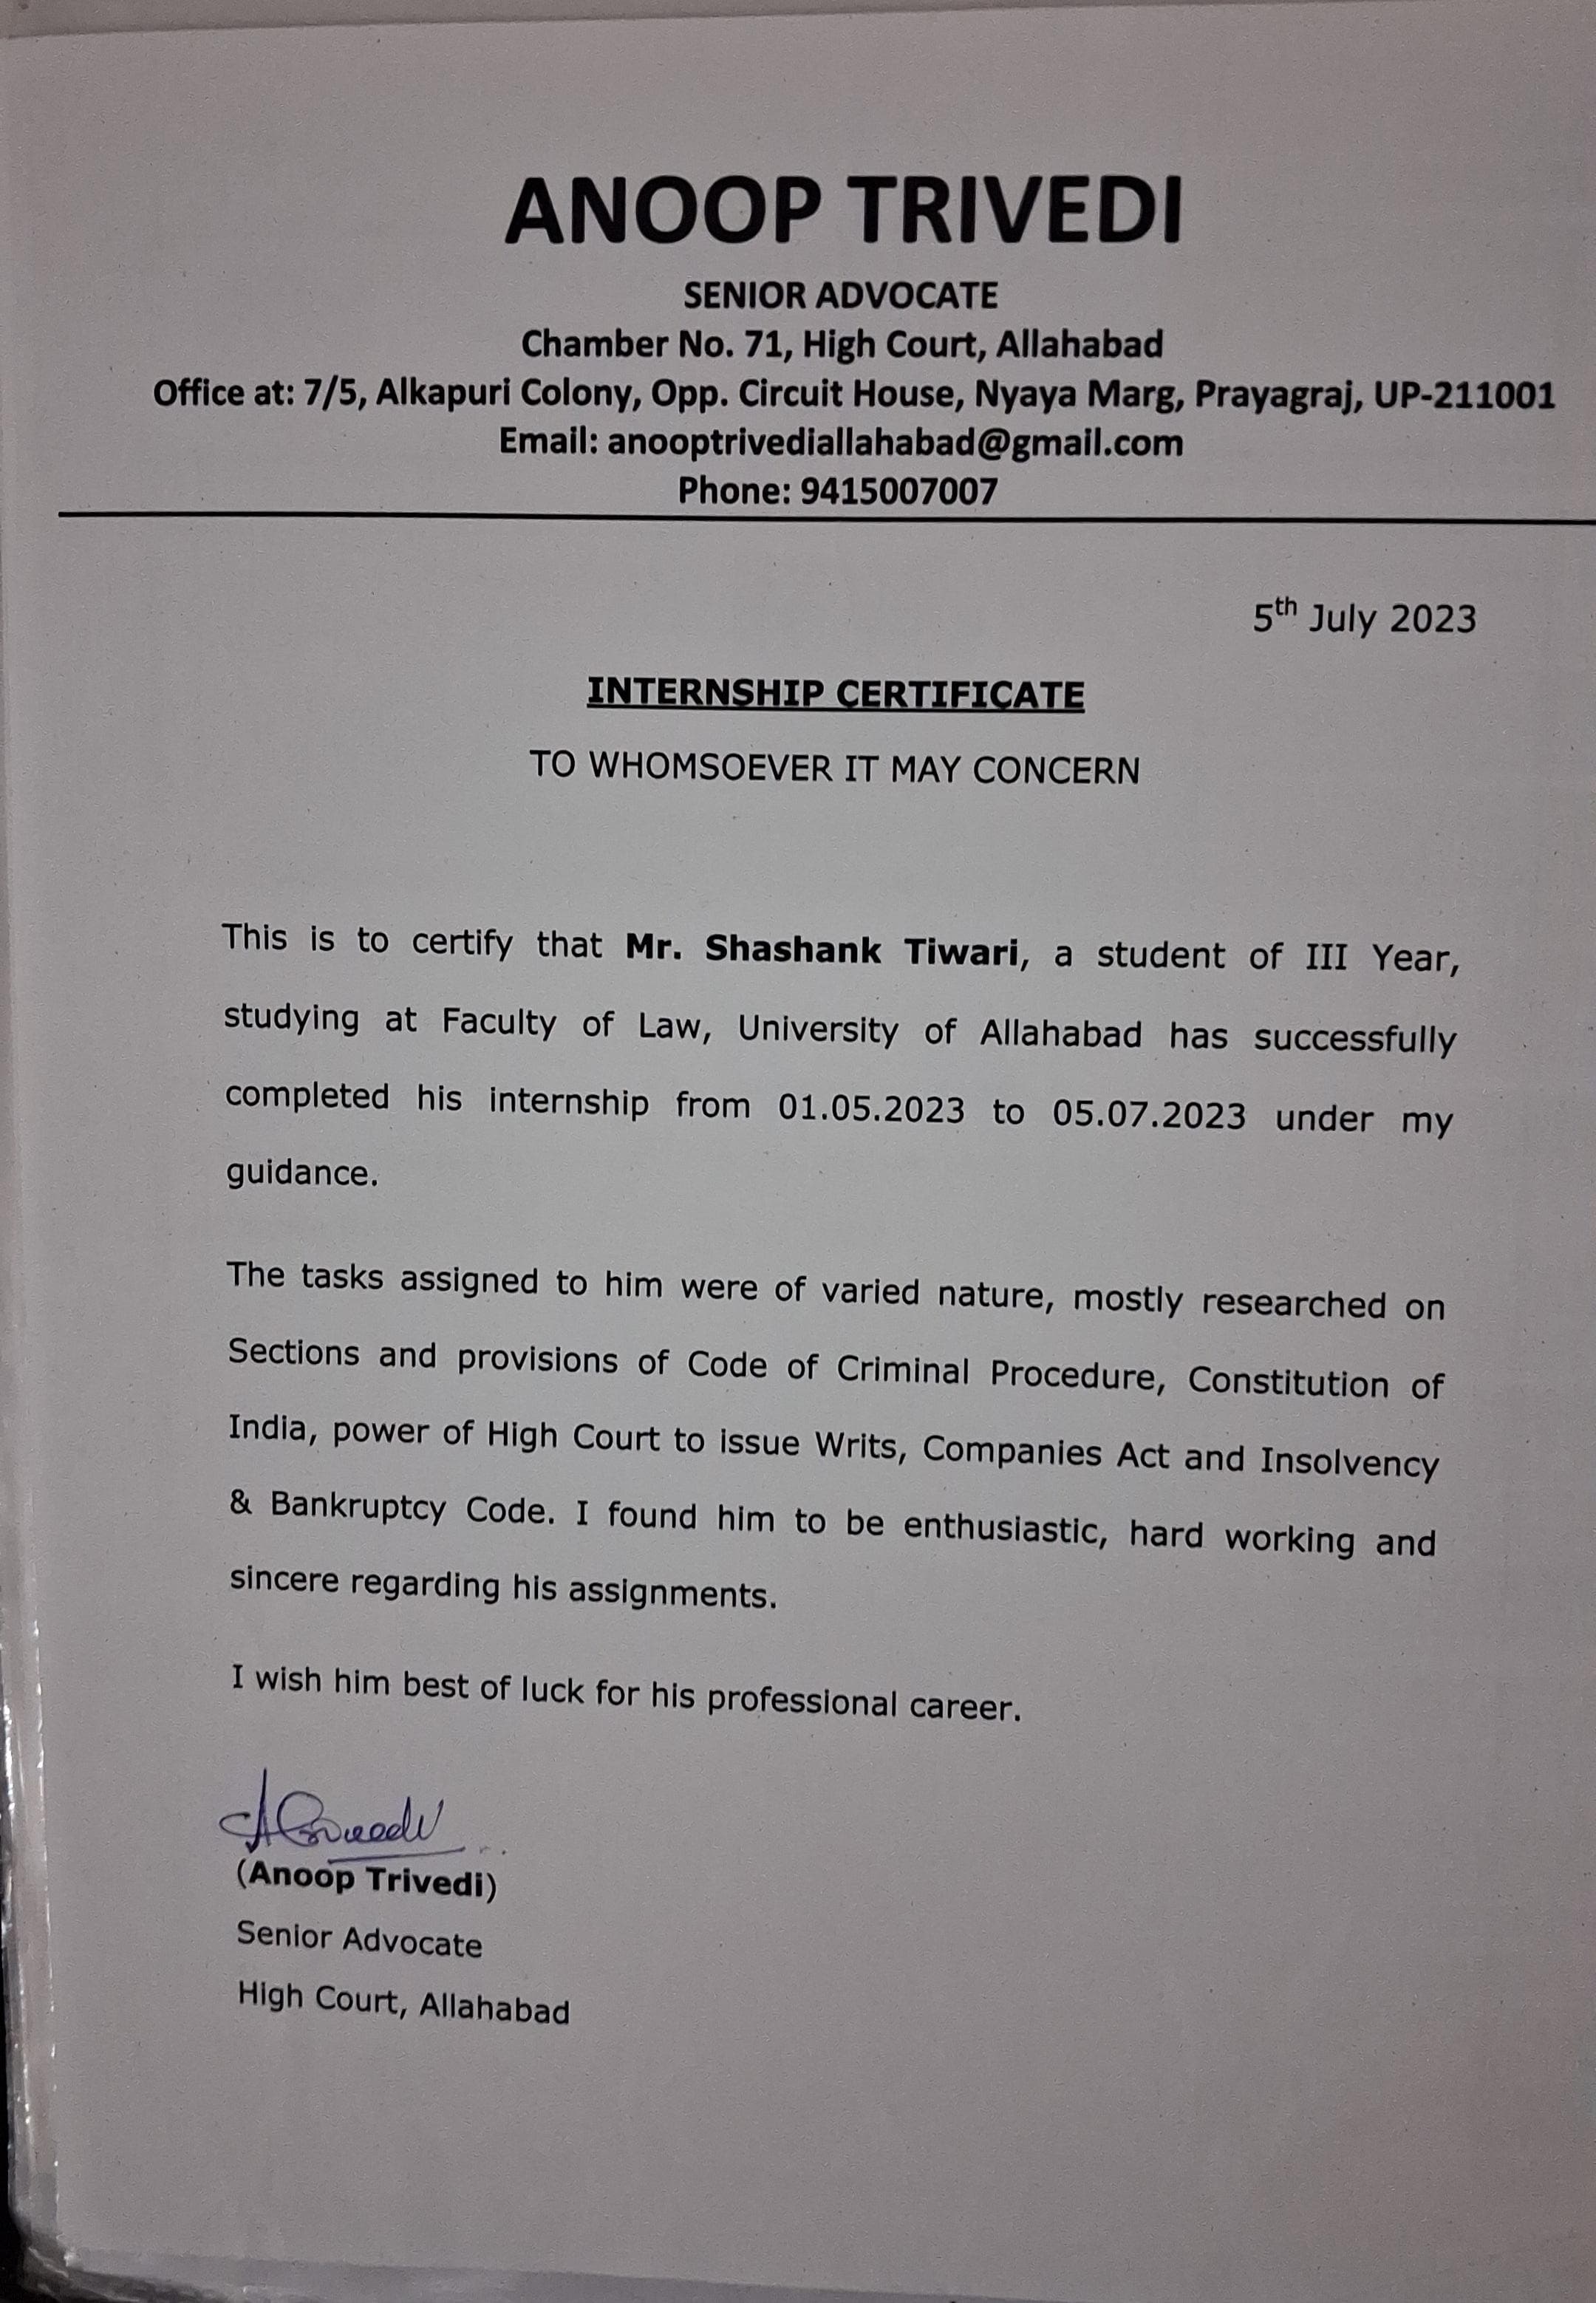 ANOOP TRIVEDI
SENIOR ADVOCATE
Chamber No. 71, High Court, Allahabad
Office at: 7/5, Alkapuri Colony, Opp. Circuit House, Nyaya Marg, Prayagraj, UP-211001
Email: anooptrivediallahabad@gmail.com
Phone: 9415007007
5th July 2023
INTERNSHIP CERTIFICATE
TO WHOMSOEVER IT MAY CONCERN
This is to certify that Mr. Shashank Tiwari, a student of III Year,
studying at Faculty of Law, University of Allahabad has successfully
completed his internship from 01.05.2023 to 05.07.2023 under my
guidance.
The tasks assigned to him were of varied nature, mostly researched on
Sections and provisions of Code of Criminal Procedure, Constitution of
India, power of High Court to issue Writs, Companies Act and Insolvency
& Bankruptcy Code. I found him to be enthusiastic, hard working and
sincere regarding his assignments.
I wish him best of luck for his professional career.
(Anoop Trivedi)
Senior Advocate
High Court, Allahabad